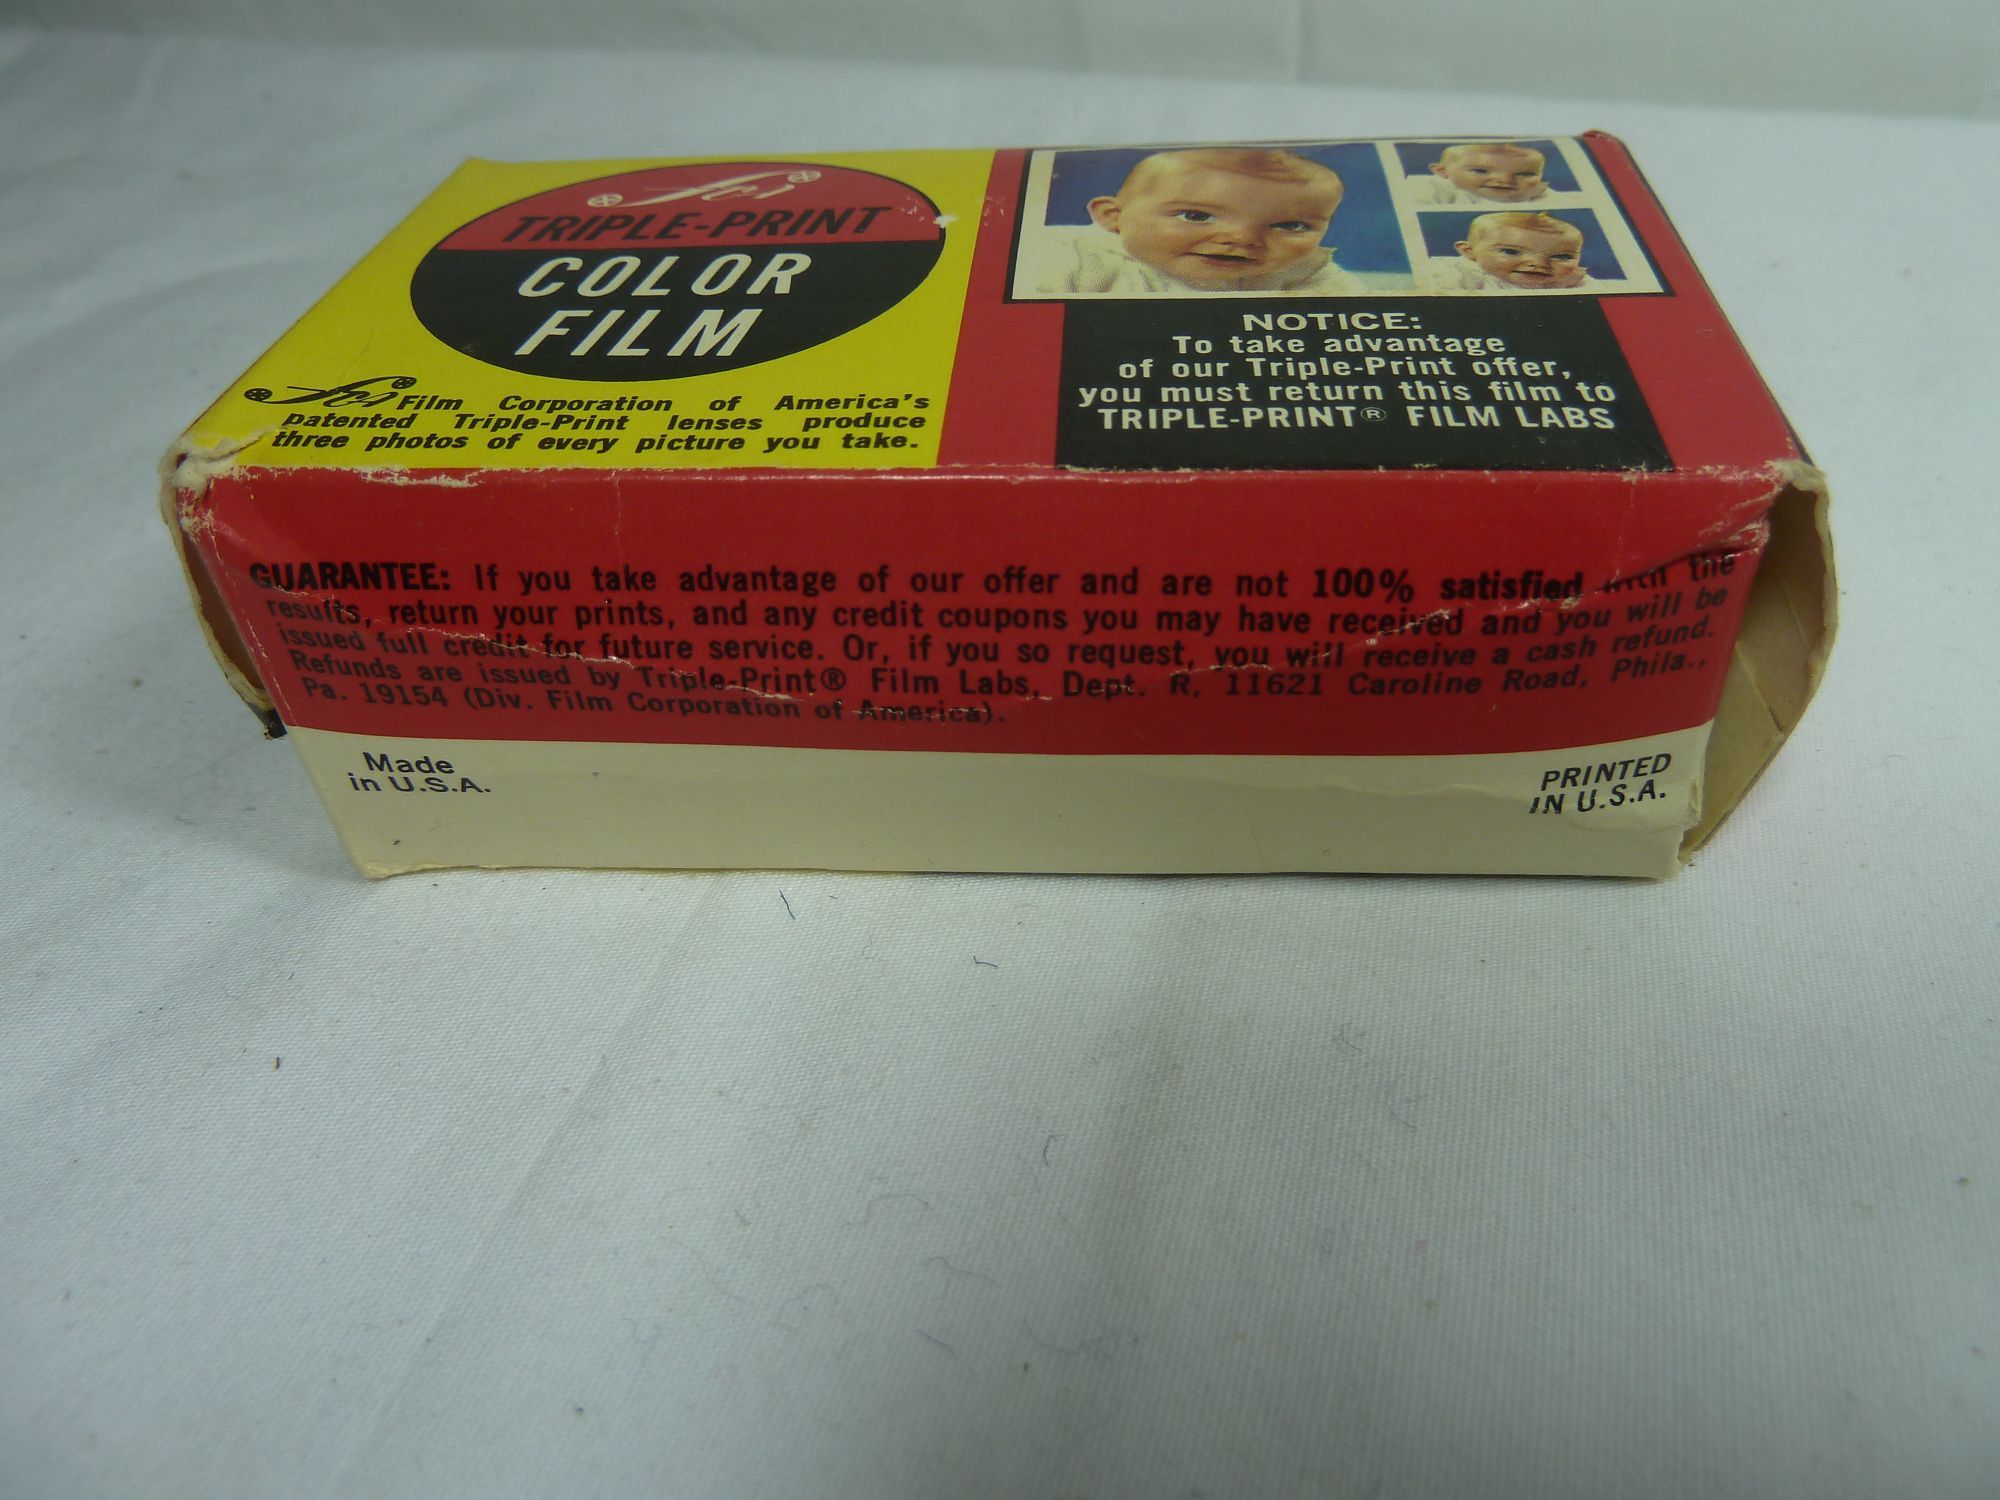 fca
TRIPLE-PRINT
COLOR
FILM
fca Film Corporation of America's
patented Triple-Print lenses produce
three photos of every picture you take.
NOTICE:
To take advantage
of our Triple-Print offer,
you must return this film to
TRIPLE-PRINT® FILM LABS
GUARANTEE: If you take advantage of our offer and are not 100% satisfied with the
results, return your prints, and any credit coupons you may have received and you will be
issued full credit for future service. Or, if you so request, you will receive a cash refund.
Refunds are issued by Triple-Print® Film Labs, Dept. R, 11621 Caroline Road, Phila.,
Pa. 19154 (Div. Film Corporation of America).
Made
in U.S.A.
PRINTED
IN U.S.A.